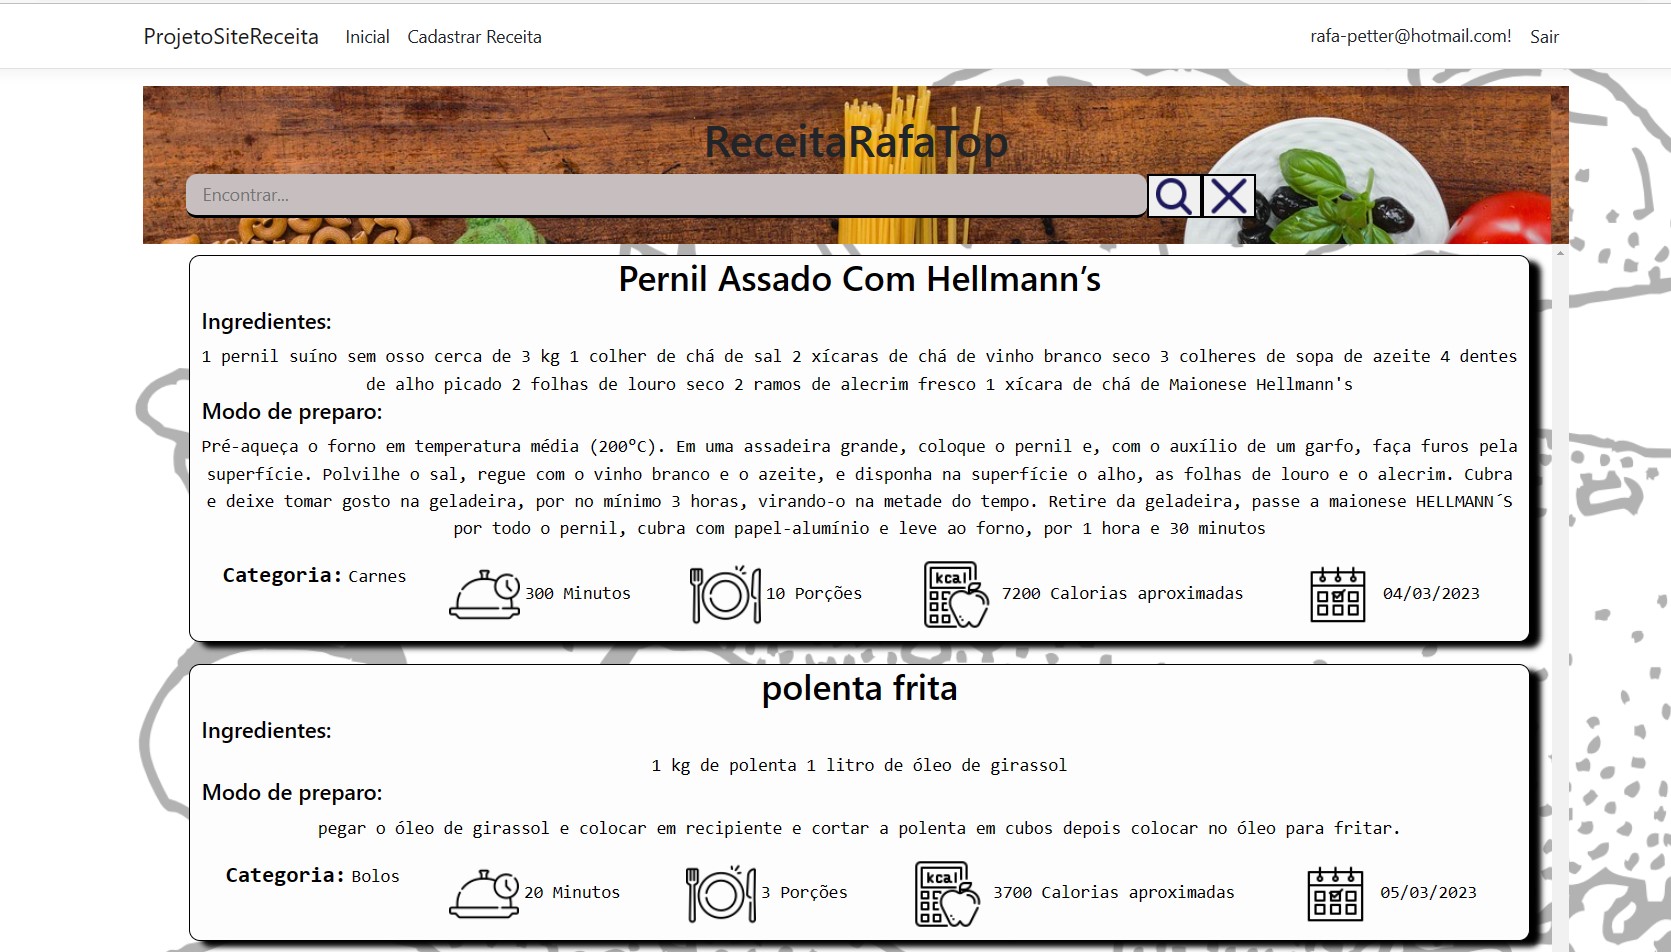 ProjetoSiteReceita Inicial Cadastrar Receita rafa-petter@hotmail.com! Sair
ReceitaRafaTop
Encontrar...
Pernil Assado Com Hellmann’s
Ingredientes:
1 pernil suíno sem osso cerca de 3 kg 1 colher de chá de sal 2 xícaras de chá de vinho branco seco 3 colheres de sopa de azeite 4 dentes
de alho picado 2 folhas de louro seco 2 ramos de alecrim fresco 1 xícara de chá de Maionese Hellmann's
Modo de preparo:
Pré-aqueça o forno em temperatura média (200°C). Em uma assadeira grande, coloque o pernil e, com o auxílio de um garfo, faça furos pela
superfície. Polvilhe o sal, regue com o vinho branco e o azeite, e disponha na superfície o alho, as folhas de louro e o alecrim. Cubra
e deixe tomar gosto na geladeira, por no mínimo 3 horas, virando-o na metade do tempo. Retire da geladeira, passe a maionese HELLMANN´S
por todo o pernil, cubra com papel-alumínio e leve ao forno, por 1 hora e 30 minutos
Categoria: Carnes 300 Minutos 10 Porções kcal 7200 Calorias aproximadas 04/03/2023
polenta frita
Ingredientes:
1 kg de polenta 1 litro de óleo de girassol
Modo de preparo:
pegar o óleo de girassol e colocar em recipiente e cortar a polenta em cubos depois colocar no óleo para fritar.
Categoria: Bolos 20 Minutos 3 Porções kcal 3700 Calorias aproximadas 05/03/2023